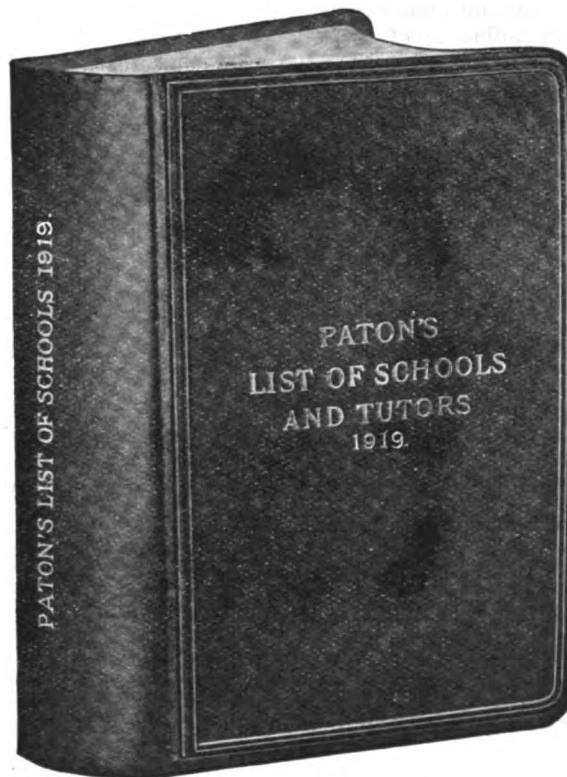 PATON'S LIST OF SCHOOLS 1919.
PATON'S
LIST OF SCHOOLS
AND TUTORS
1919.